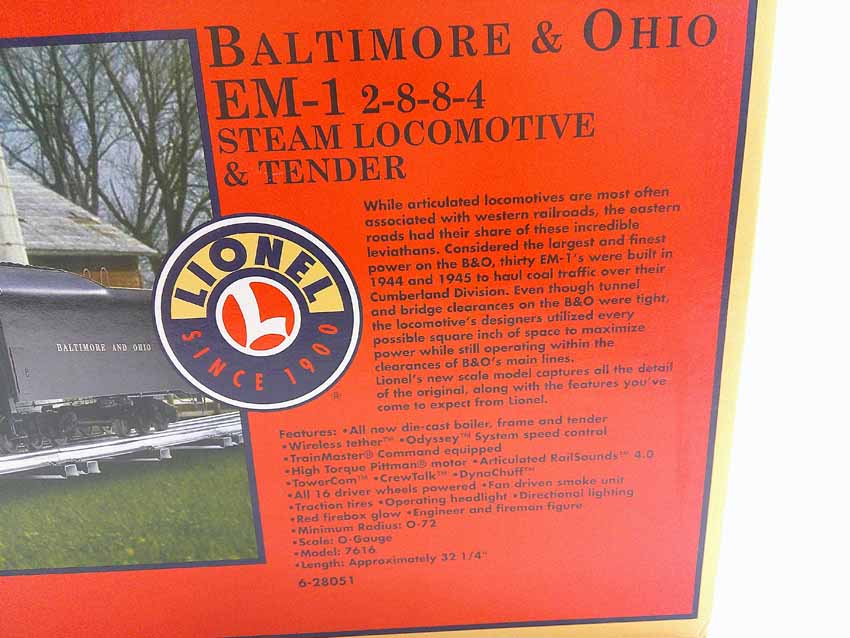 BALTIMORE & OHIO
EM-1 2-8-8-4
STEAM LOCOMOTIVE
& TENDER
While articulated locomotives are most often
associated with western railroads, the eastern
roads had their share of these incredible
leviathans. Considered the largest and finest
power on the B&O, thirty EM-1's were built in
1944 and 1945 to haul coal traffic over their
Cumberland Division. Even though tunnel
and bridge clearances on the B&O were tight,
the locomotive's designers utilized every
possible square inch of space to maximize
power while still operating within the
clearances of B&O's main lines.
Lionel's new scale model captures all the detail
of the original, along with the features you've
come to expect from Lionel.
LIONEL
L
SINCE 1900
®
BALTIMORE AND OHIO
Features: •All new die-cast boiler, frame and tender
•Wireless tether™ •Odyssey™ System speed control
•TrainMaster® Command equipped
•High Torque Pittman® motor •Articulated RailSounds™ 4.0
•TowerCom™ •CrewTalk™ •DynaChuff™
•All 16 driver wheels powered •Fan driven smoke unit
•Traction tires •Operating headlight •Directional lighting
•Red firebox glow •Engineer and fireman figure
•Minimum Radius: O-72
•Scale: O-Gauge
•Model: 7616
•Length: Approximately 32 1/4"
6-28051